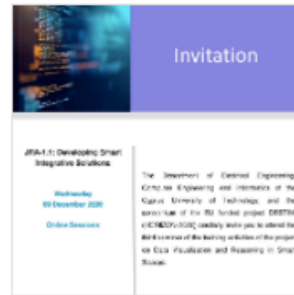 Invitation
JRA-1.1: Developing Smart
Integrative Solutions
Wednesday
09 December 2020
Online Sessions
The Department of Electrical Engineering,
Computer Engineering and Informatics of the
Cyprus University of Technology, and the
consortium of the EU funded project
cordially invite you to attend the
third seminar of the training activities of the project
on Data Visualization and Reasoning in Smart
Spaces.